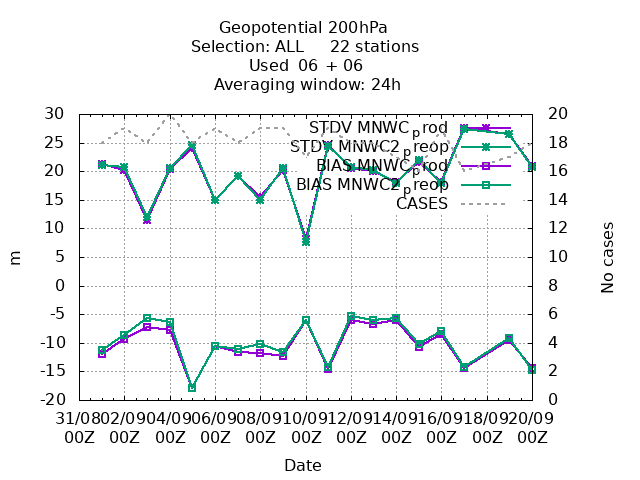 Geopotential 200hPa
Selection: ALL 22 stations
Used 06 + 06
Averaging window: 24h
30 20
25 18
20 16
15 14
10 12
5 10
0 8
-5 6
-10 4
-15 2
-20 0
STDV MNWC_prod
STDV MNWC2_preop
BIAS MNWC_prod
BIAS MNWC2_preop
CASES
m
No cases
31/08 02/09 04/09 06/09 08/09 10/09 12/09 14/09 16/09 18/09 20/09
00Z 00Z 00Z 00Z 00Z 00Z 00Z 00Z 00Z 00Z 00Z
Date